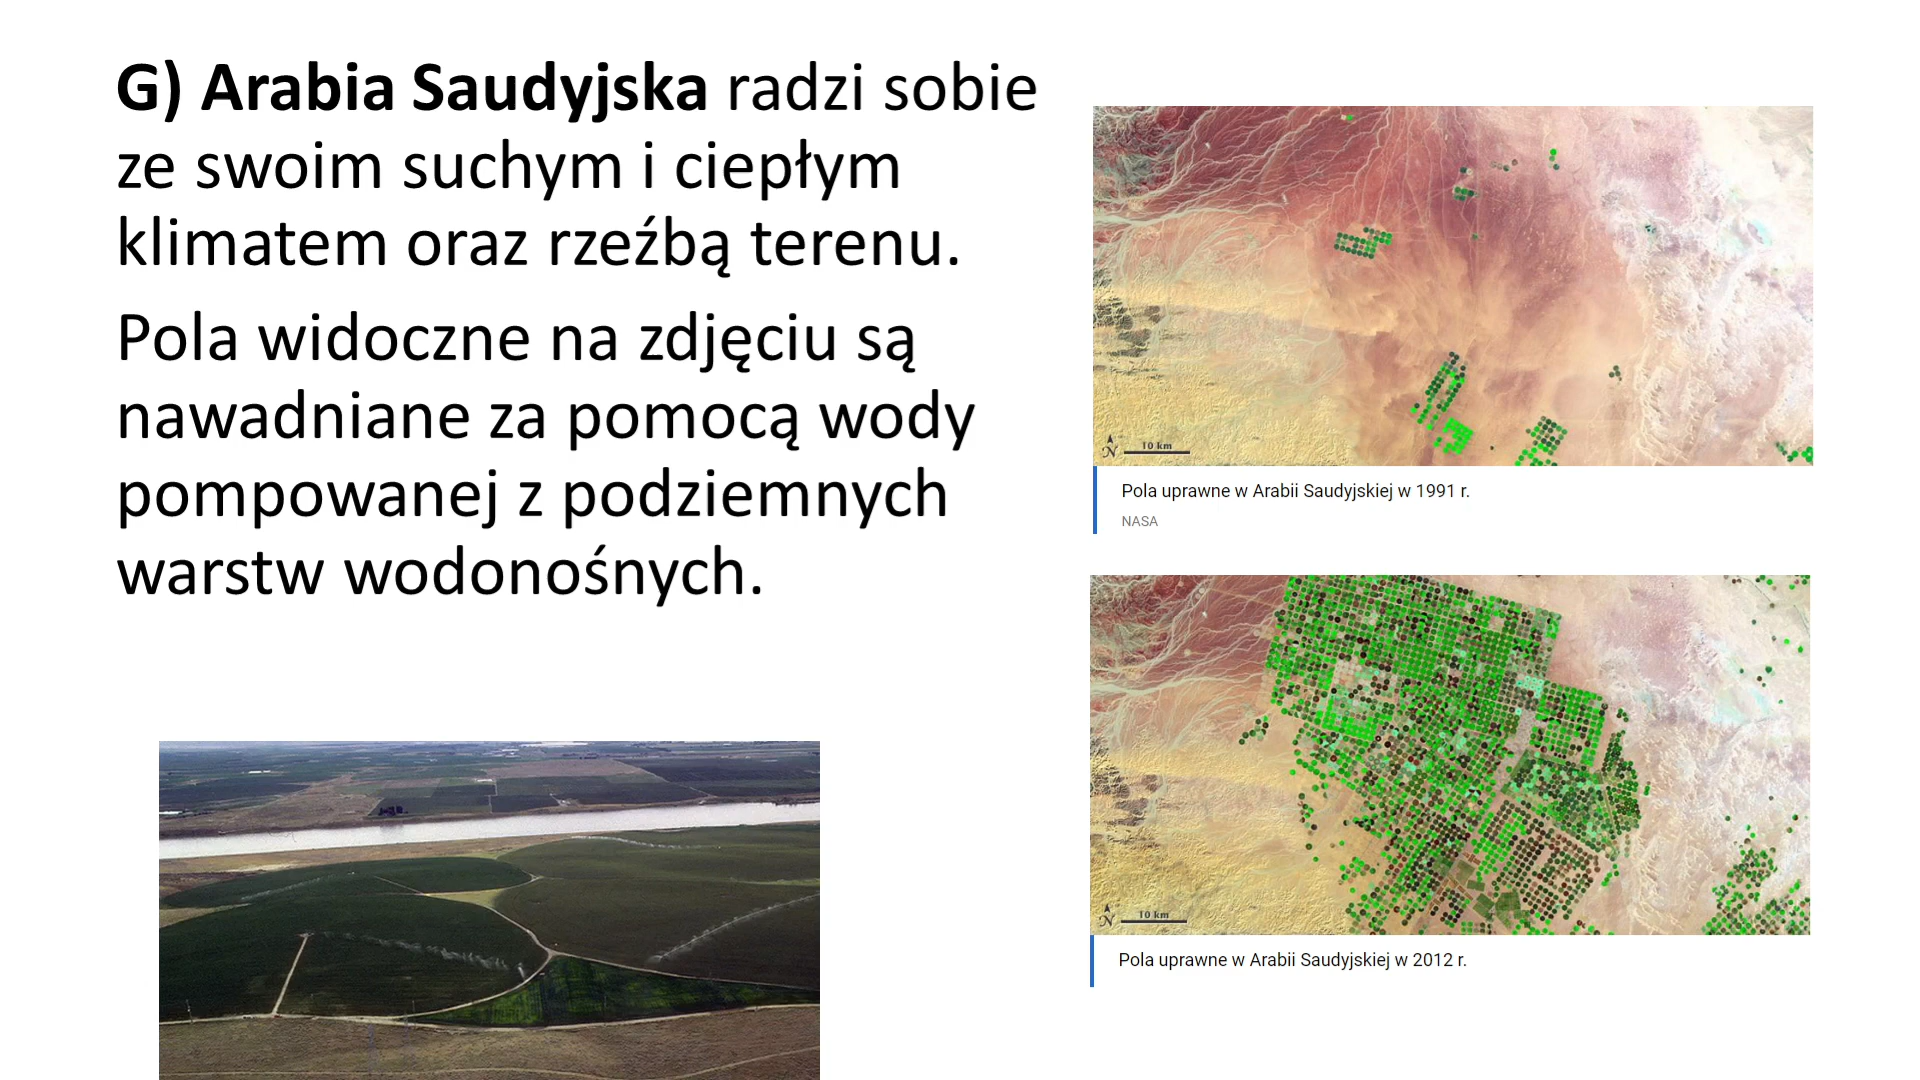 G) Arabia Saudyjska radzi sobie
ze swoim suchym i ciepłym
klimatem oraz rzeźbą terenu.
Pola widoczne na zdjęciu są
nawadniane za pomocą wody
pompowanej z podziemnych
warstw wodonośnych.
N 10 km
Pola uprawne w Arabii Saudyjskiej w 1991 r.
NASA
N 10 km
Pola uprawne w Arabii Saudyjskiej w 2012 r.